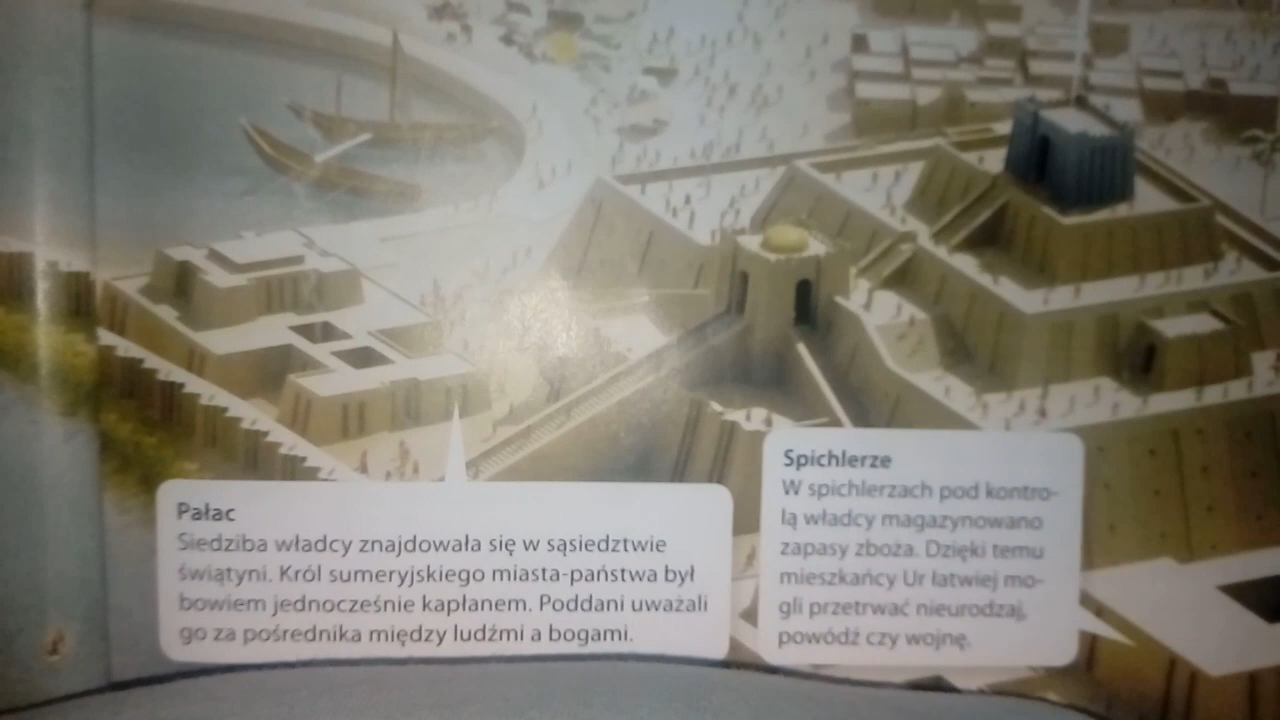 Pałac
Siedziba władcy znajdowała się w sąsiedztwie
świątyni. Król sumeryjskiego miasta-państwa był
bowiem jednocześnie kapłanem. Poddani uważali
go za pośrednika między ludźmi a bogami.
Spichlerze
W spichlerzach pod kontro-
lą władcy magazynowano
zapasy zboża. Dzięki temu
mieszkańcy Ur łatwiej mo-
gli przetrwać nieurodzaj,
powódź czy wojnę.